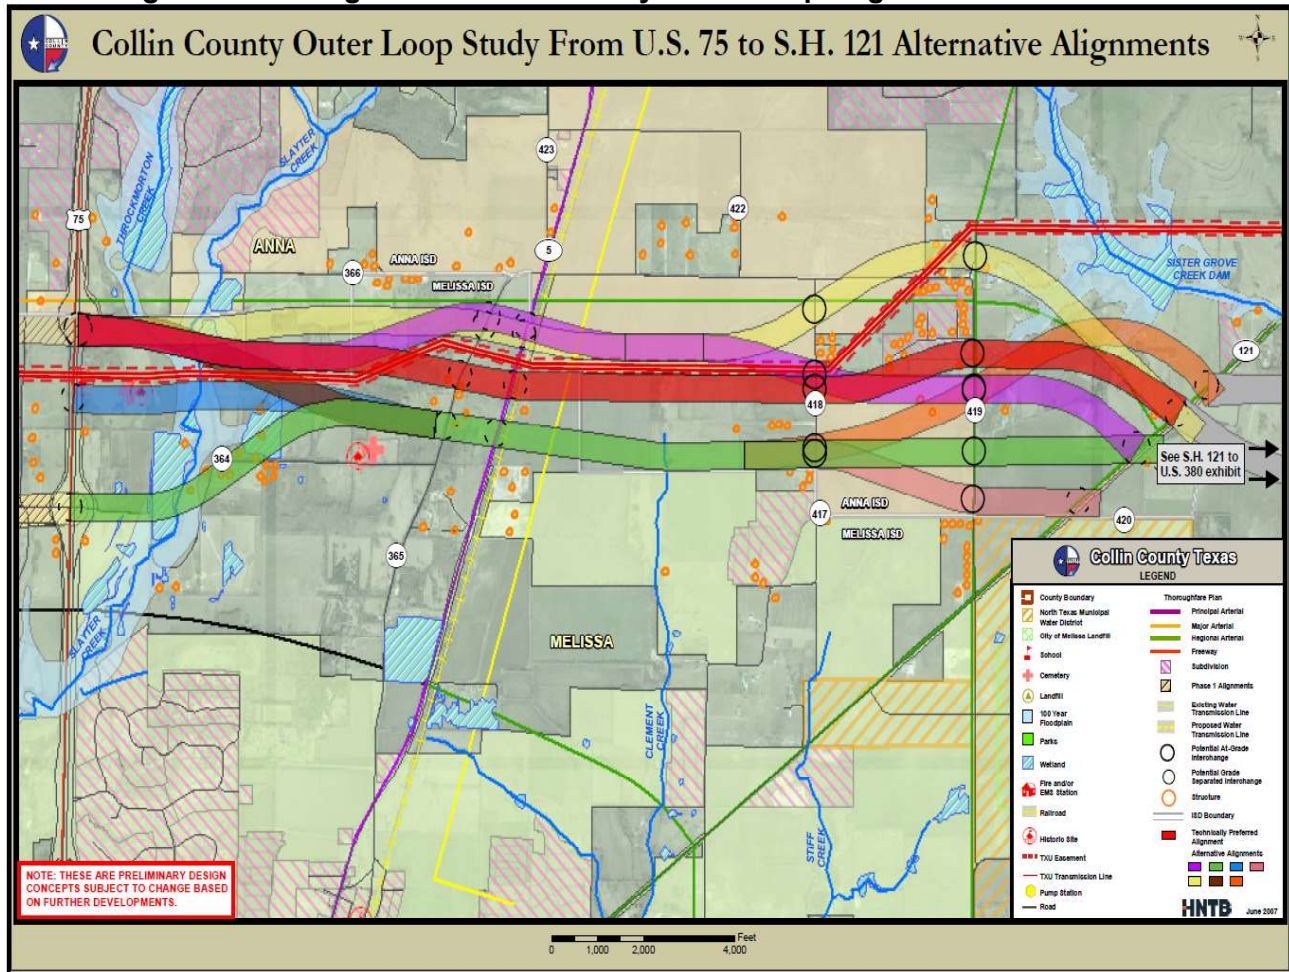 Collin County Outer Loop Study From U.S. 75 to S.H. 121 Alternative Alignments
N
W
75
THROCKMORTON
CREEK
SLAYTER
CREEK
423
422
5
ANNA
366
ANNA ISD
MELISSA ISD
SISTER GROVE
CREEK DAM
121
418
419
364
See S.H. 121 to
U.S. 380 exhibit
ANNA ISD
417
MELISSA ISD
420
365
SLAYTER
CREEK
MELISSA
CLEMENT
CREEK
STIFF
CREEK
Collin County Texas
LEGEND
County Boundary
North Texas Municipal
Water District
City of Melissa Landfill
School
Cemetery
Landfill
100 Year
Floodplain
Parks
Wetland
Fire and/or
EMS Station
Railroad
Historic Site
TXU Easement
TXU Transmission Line
Pump Station
Road
Thoroughfare Plan
Principal Arterial
Major Arterial
Regional Arterial
Freeway
Subdivision
Phase 1 Alignments
Existing Water
Transmission Line
Proposed Water
Transmission Line
Potential At-Grade
Interchange
Potential Grade
Separated Interchange
Structure
ISD Boundary
Technically Preferred
Alignment
Alternative Alignments
HNTB June 2007
NOTE: THESE ARE PRELIMINARY DESIGN
CONCEPTS SUBJECT TO CHANGE BASED
ON FURTHER DEVELOPMENTS.
Feet
0 1,000 2,000 4,000